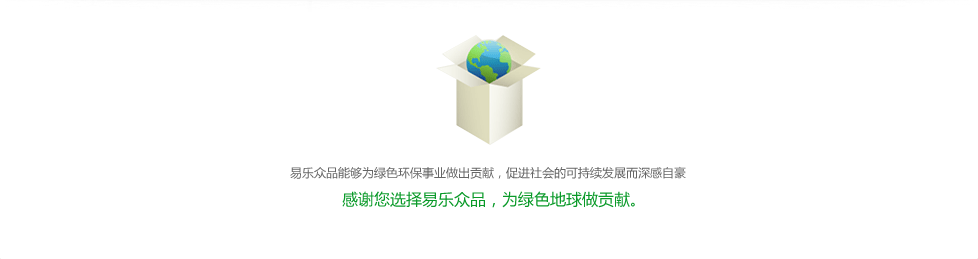 易乐众品能够为绿色环保事业做出贡献，促进社会的可持续发展而深感自豪
感谢您选择易乐众品，为绿色地球做贡献。